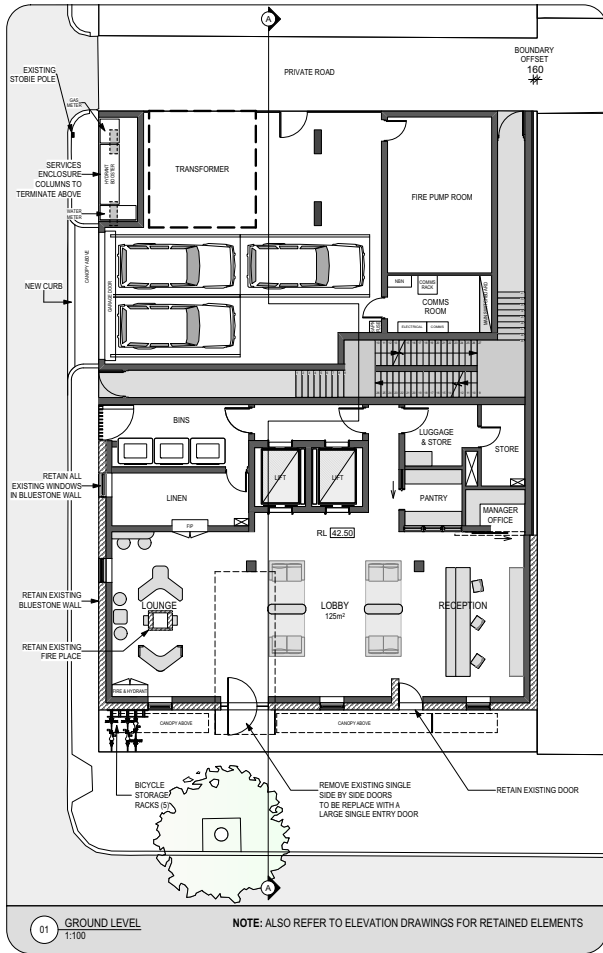 A
BOUNDARY
OFFSET
160
PRIVATE ROAD
EXISTING
STOBIE POLE
GAS
METER
TRANSFORMER
HYDRANT
BOOSTER
SERVICES
ENCLOSURE
COLUMNS TO
TERMINATE ABOVE
FIRE PUMP ROOM
WATER
METER
CANOPY ABOVE
GARAGE DOOR
NEW CURB
NBN
COMMS
RACK
COMMS
ROOM
ELECTRICAL
COMMS
BINS
LUGGAGE
& STORE
STORE
LIFT
LIFT
RETAIN ALL
EXISTING WINDOWS
IN BLUESTONE WALL
LINEN
PANTRY
MANAGER
OFFICE
FIP
RL 42.50
RETAIN EXISTING
BLUESTONE WALL
LOUNGE
LOBBY
125m²
RECEPTION
RETAIN EXISTING
FIRE PLACE
FIRE & HYDRANT
CANOPY ABOVE
CANOPY ABOVE
BICYCLE
STORAGE
RACKS (5)
REMOVE EXISTING SINGLE
SIDE BY SIDE DOORS
TO BE REPLACE WITH A
LARGE SINGLE ENTRY DOOR
RETAIN EXISTING DOOR
A
01 GROUND LEVEL
1:100
NOTE: ALSO REFER TO ELEVATION DRAWINGS FOR RETAINED ELEMENTS